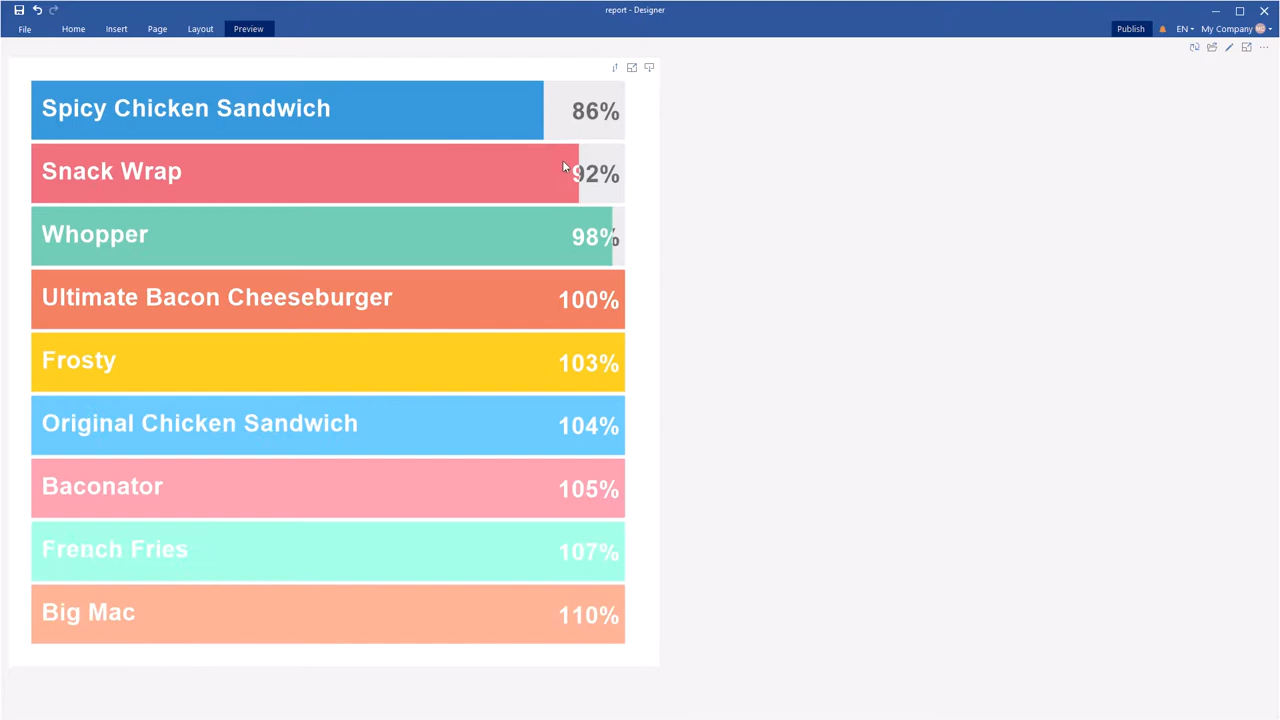 report - Designer
File Home Insert Page Layout Preview Publish EN My Company
Spicy Chicken Sandwich 86%
Snack Wrap 92%
Whopper 98%
Ultimate Bacon Cheeseburger 100%
Frosty 103%
Original Chicken Sandwich 104%
Baconator 105%
French Fries 107%
Big Mac 110%